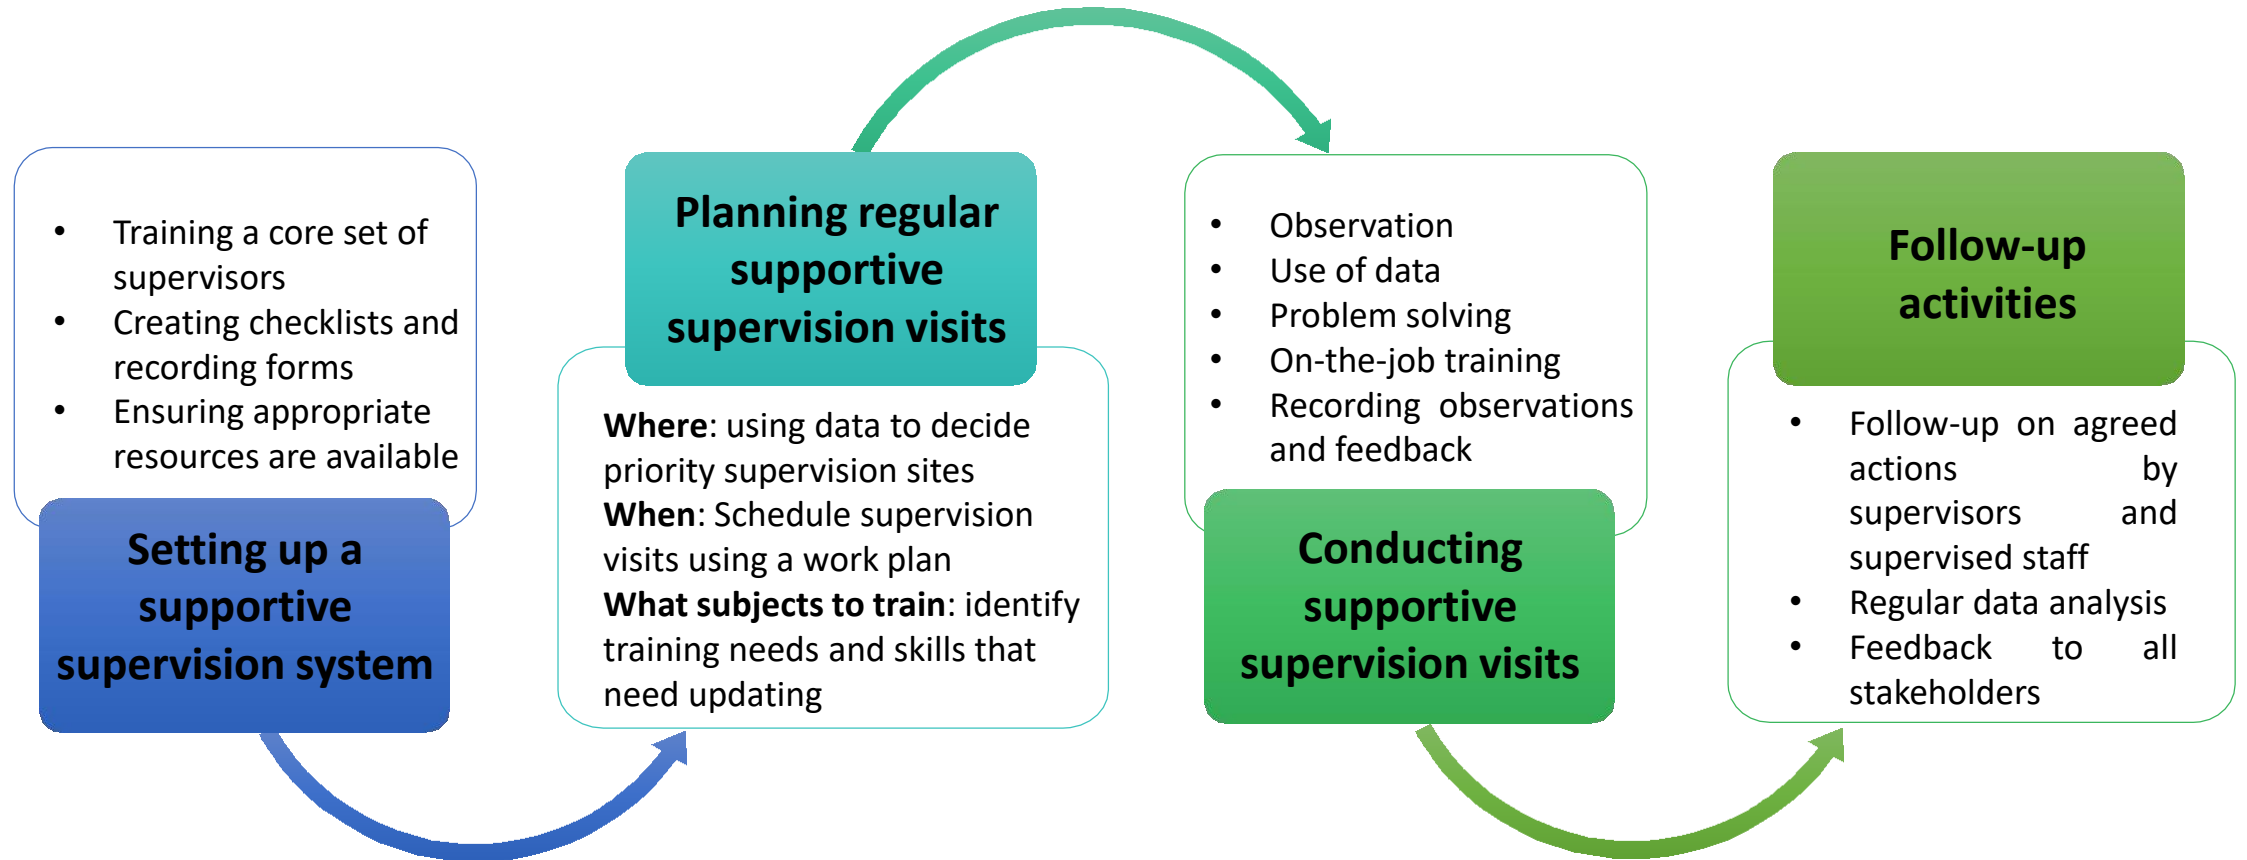 • Training a core set of
supervisors
• Creating checklists and
recording forms
• Ensuring appropriate
resources are available
Setting up a
supportive
supervision system
Planning regular
supportive
supervision visits
Where: using data to decide
priority supervision sites
When: Schedule supervision
visits using a work plan
What subjects to train: identify
training needs and skills that
need updating
• Observation
• Use of data
• Problem solving
• On-the-job training
• Recording observations
and feedback
Conducting
supportive
supervision visits
Follow-up
activities
• Follow-up on agreed
actions by
supervisors and
supervised staff
• Regular data analysis
• Feedback to all
stakeholders